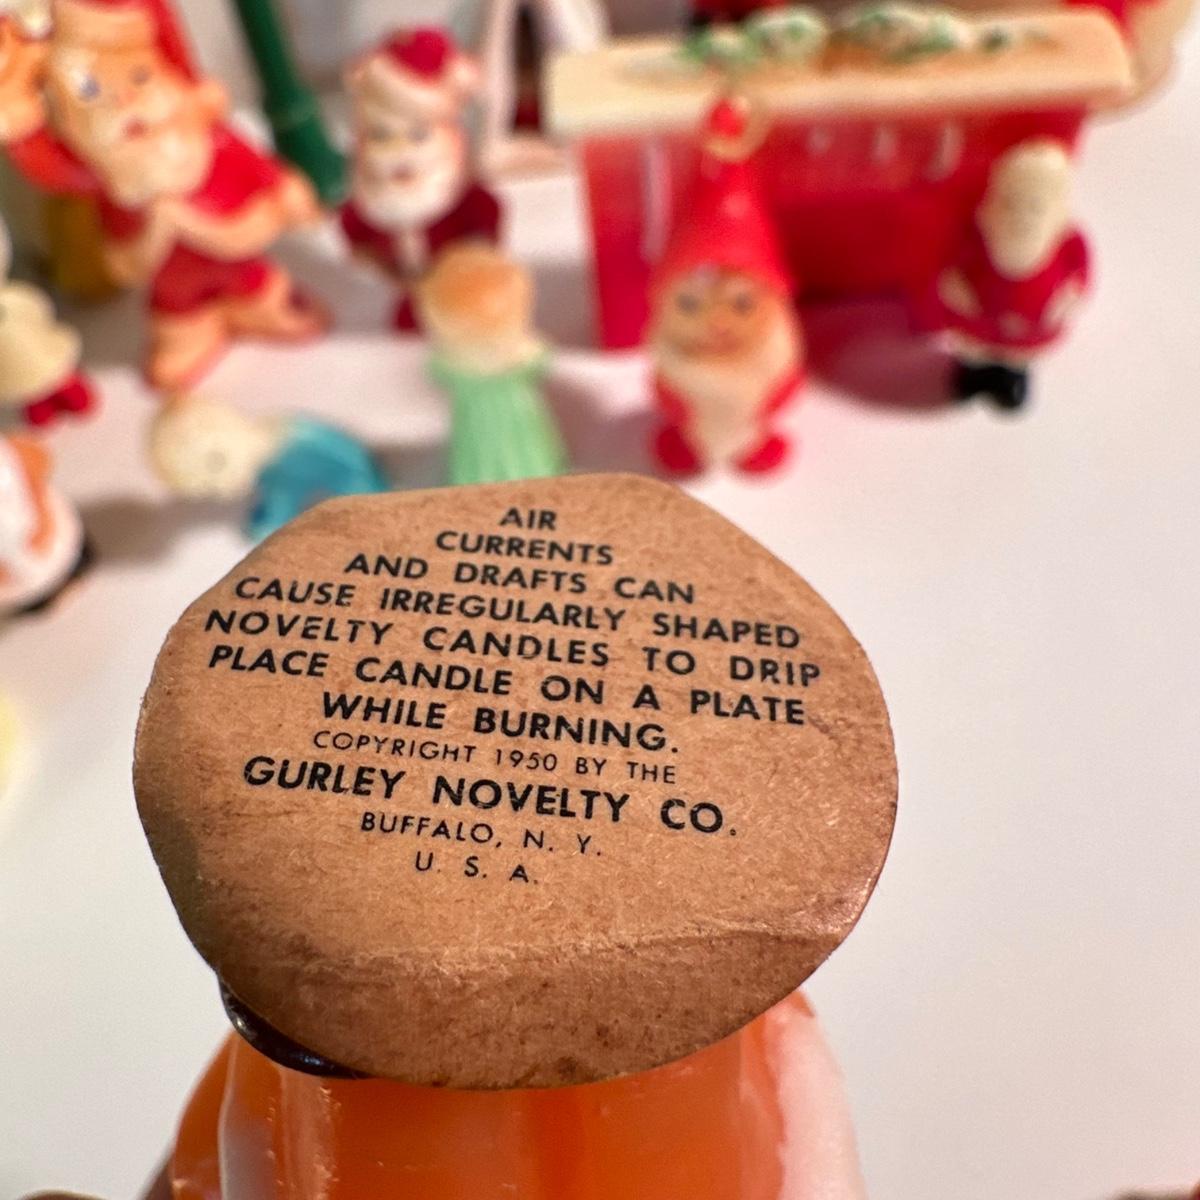 AIR
CURRENTS
AND DRAFTS CAN
CAUSE IRREGULARLY SHAPED
NOVELTY CANDLES TO DRIP
PLACE CANDLE ON A PLATE
WHILE BURNING.
COPYRIGHT 1950 BY THE
GURLEY NOVELTY CO.
BUFFALO, N. Y.
U. S. A.